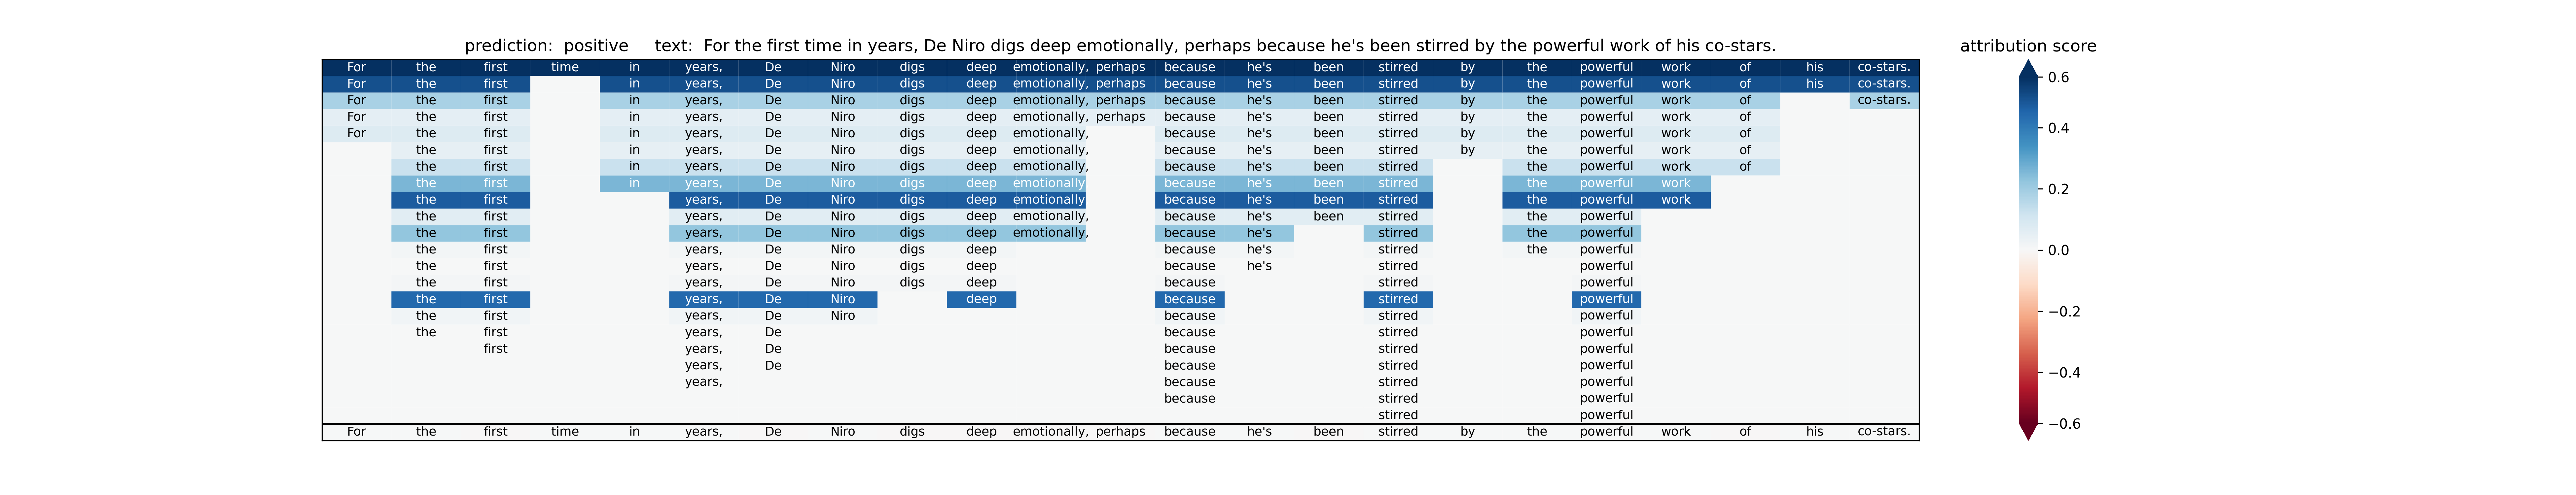 prediction: positive text: For the first time in years, De Niro digs deep emotionally, perhaps because he's been stirred by the powerful work of his co-stars.
attribution score
For the first time in years, De Niro digs deep emotionally, perhaps because he's been stirred by the powerful work of his co-stars.
For the first in years, De Niro digs deep emotionally, perhaps because he's been stirred by the powerful work of his co-stars.
For the first in years, De Niro digs deep emotionally, perhaps because he's been stirred by the powerful work of co-stars.
For the first in years, De Niro digs deep emotionally, perhaps because he's been stirred by the powerful work of
For the first in years, De Niro digs deep emotionally, because he's been stirred by the powerful work of
the first in years, De Niro digs deep emotionally, because he's been stirred by the powerful work of
the first in years, De Niro digs deep emotionally, because he's been stirred the powerful work of
the first in years, De Niro digs deep emotionally because he's been stirred the powerful work
the first years, De Niro digs deep emotionally because he's been stirred the powerful work
the first years, De Niro digs deep emotionally, because he's been stirred the powerful
the first years, De Niro digs deep emotionally, because he's stirred the powerful
the first years, De Niro digs deep because he's stirred the powerful
the first years, De Niro digs deep because he's stirred powerful
the first years, De Niro digs deep because stirred powerful
the first years, De Niro deep because stirred powerful
the first years, De Niro because stirred powerful
the first years, De because stirred powerful
first years, De because stirred powerful
years, De because stirred powerful
years, because stirred powerful
because stirred powerful
stirred powerful
For the first time in years, De Niro digs deep emotionally, perhaps because he's been stirred by the powerful work of his co-stars.
0.6
0.4
0.2
0.0
−0.2
−0.4
−0.6